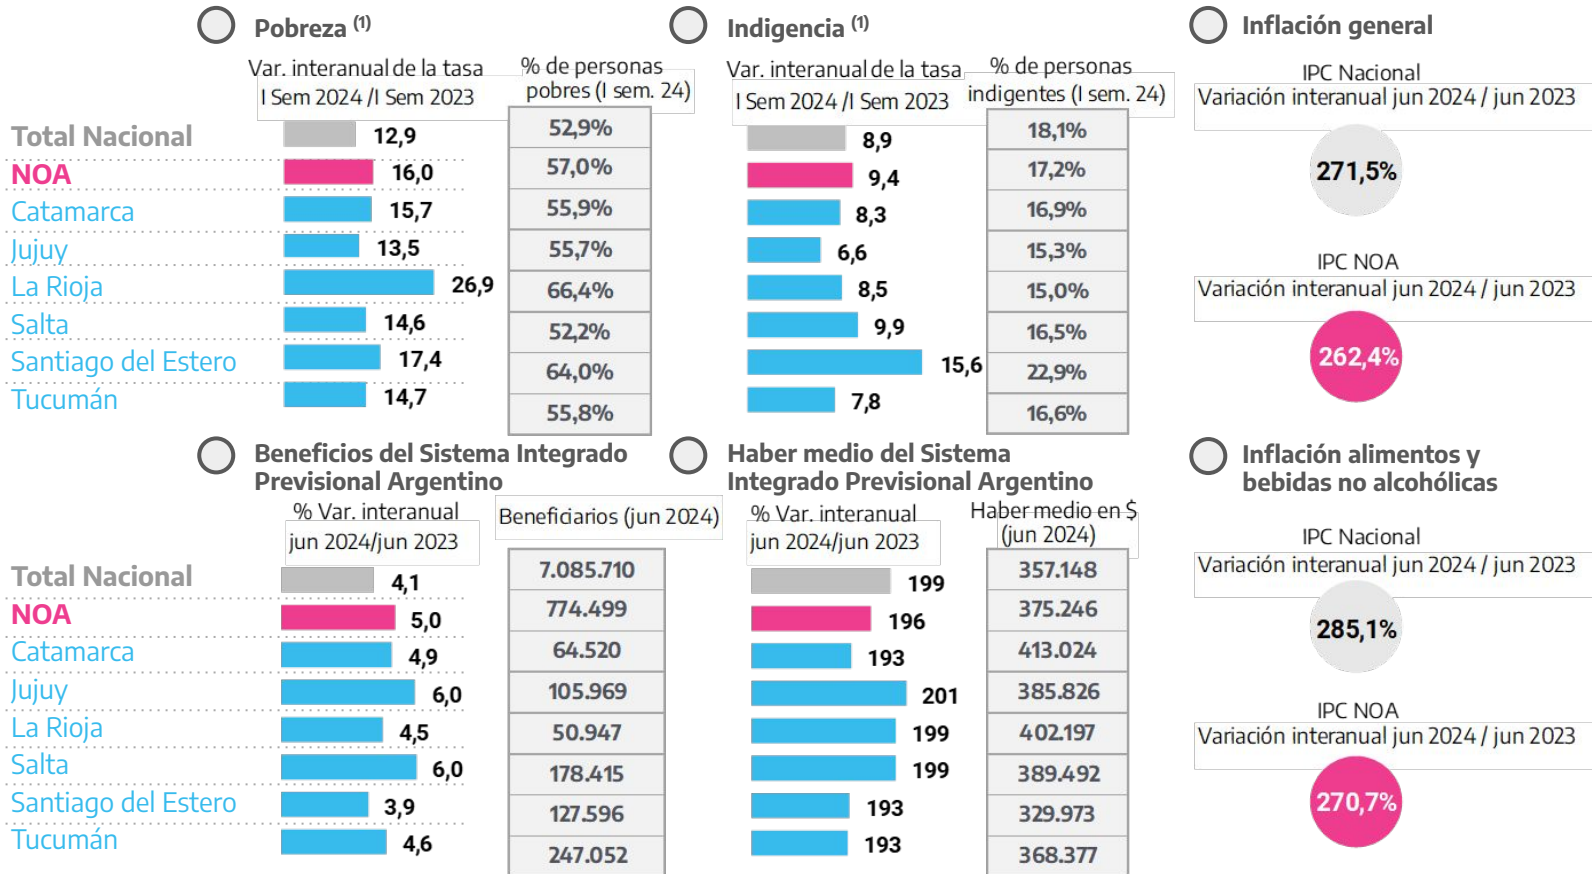 Pobreza (1)
Var. interanual de la tasa
I Sem 2024 /I Sem 2023
% de personas
pobres (I sem. 24)
Total Nacional
12,9
52,9%
NOA
16,0
57,0%
Catamarca
15,7
55,9%
Jujuy
13,5
55,7%
La Rioja
26,9
66,4%
Salta
14,6
52,2%
Santiago del Estero
17,4
64,0%
Tucumán
14,7
55,8%
Indigencia (1)
Var. interanual de la tasa
I Sem 2024 /I Sem 2023
% de personas
indigentes (I sem. 24)
8,9
18,1%
9,4
17,2%
8,3
16,9%
6,6
15,3%
8,5
15,0%
9,9
16,5%
15,6
22,9%
7,8
16,6%
Inflación general
IPC Nacional
Variación interanual jun 2024 / jun 2023
271,5%
IPC NOA
Variación interanual jun 2024 / jun 2023
262,4%
Beneficios del Sistema Integrado
Previsional Argentino
% Var. interanual
jun 2024/jun 2023
Beneficiarios (jun 2024)
Total Nacional
4,1
7.085.710
NOA
5,0
774.499
Catamarca
4,9
64.520
Jujuy
6,0
105.969
La Rioja
4,5
50.947
Salta
6,0
178.415
Santiago del Estero
3,9
127.596
Tucumán
4,6
247.052
Haber medio del Sistema
Integrado Previsional Argentino
% Var. interanual
jun 2024/jun 2023
Haber medio en $
(jun 2024)
199
357.148
196
375.246
193
413.024
201
385.826
199
402.197
199
389.492
193
329.973
193
368.377
Inflación alimentos y
bebidas no alcohólicas
IPC Nacional
Variación interanual jun 2024 / jun 2023
285,1%
IPC NOA
Variación interanual jun 2024 / jun 2023
270,7%